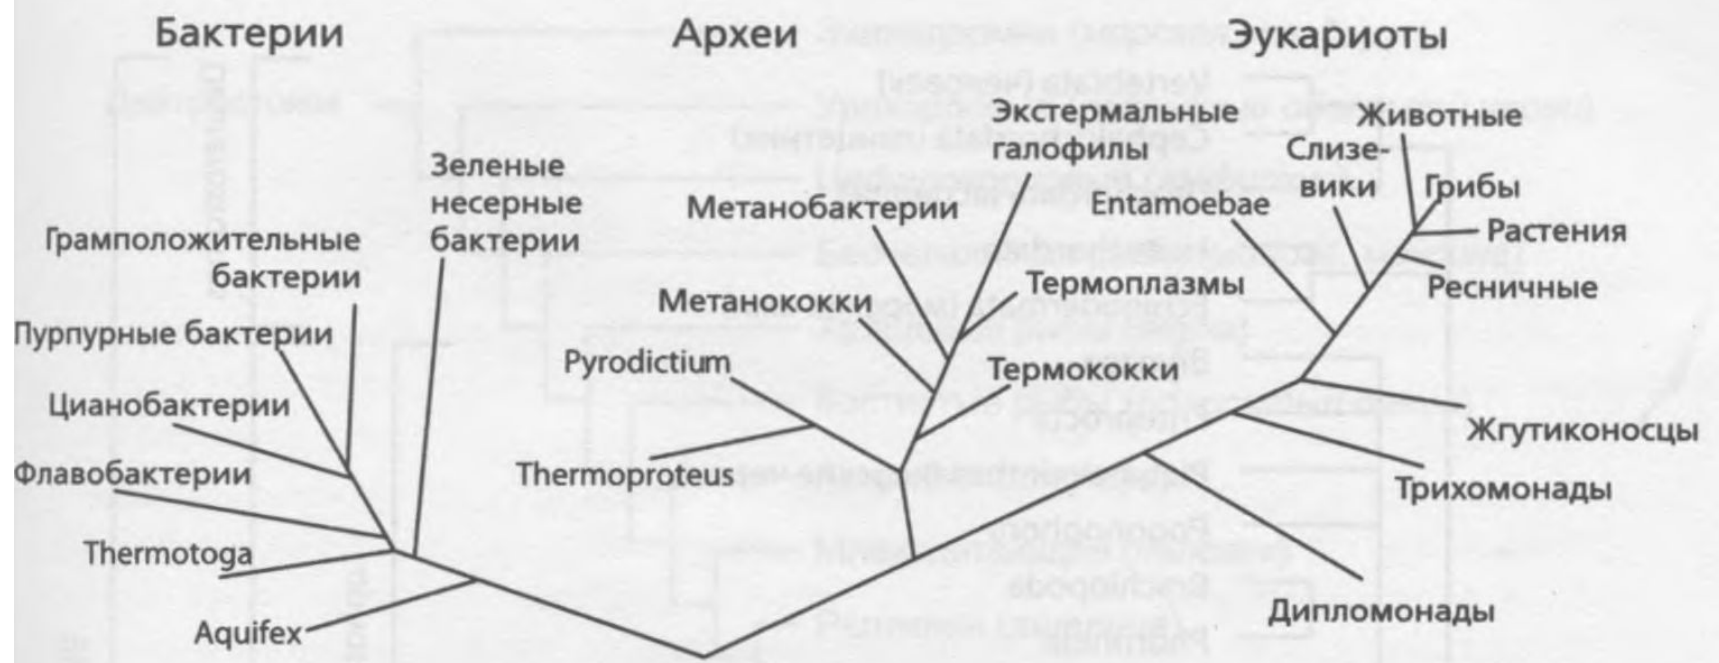 Бактерии
Археи
Эукариоты
Экстермальные
галофилы
Животные
Слизе-
вики
Зеленые
несерные
бактерии
Грибы
Метанобактерии
Entamoebae
Растения
Грамположительные
бактерии
Термоплазмы
Ресничные
Метанококки
Пурпурные бактерии
Pyrodictium
Термококки
Цианобактерии
Жгутиконосцы
Флавобактерии
Thermoproteus
Трихомонады
Thermotoga
Дипломонады
Aquifex